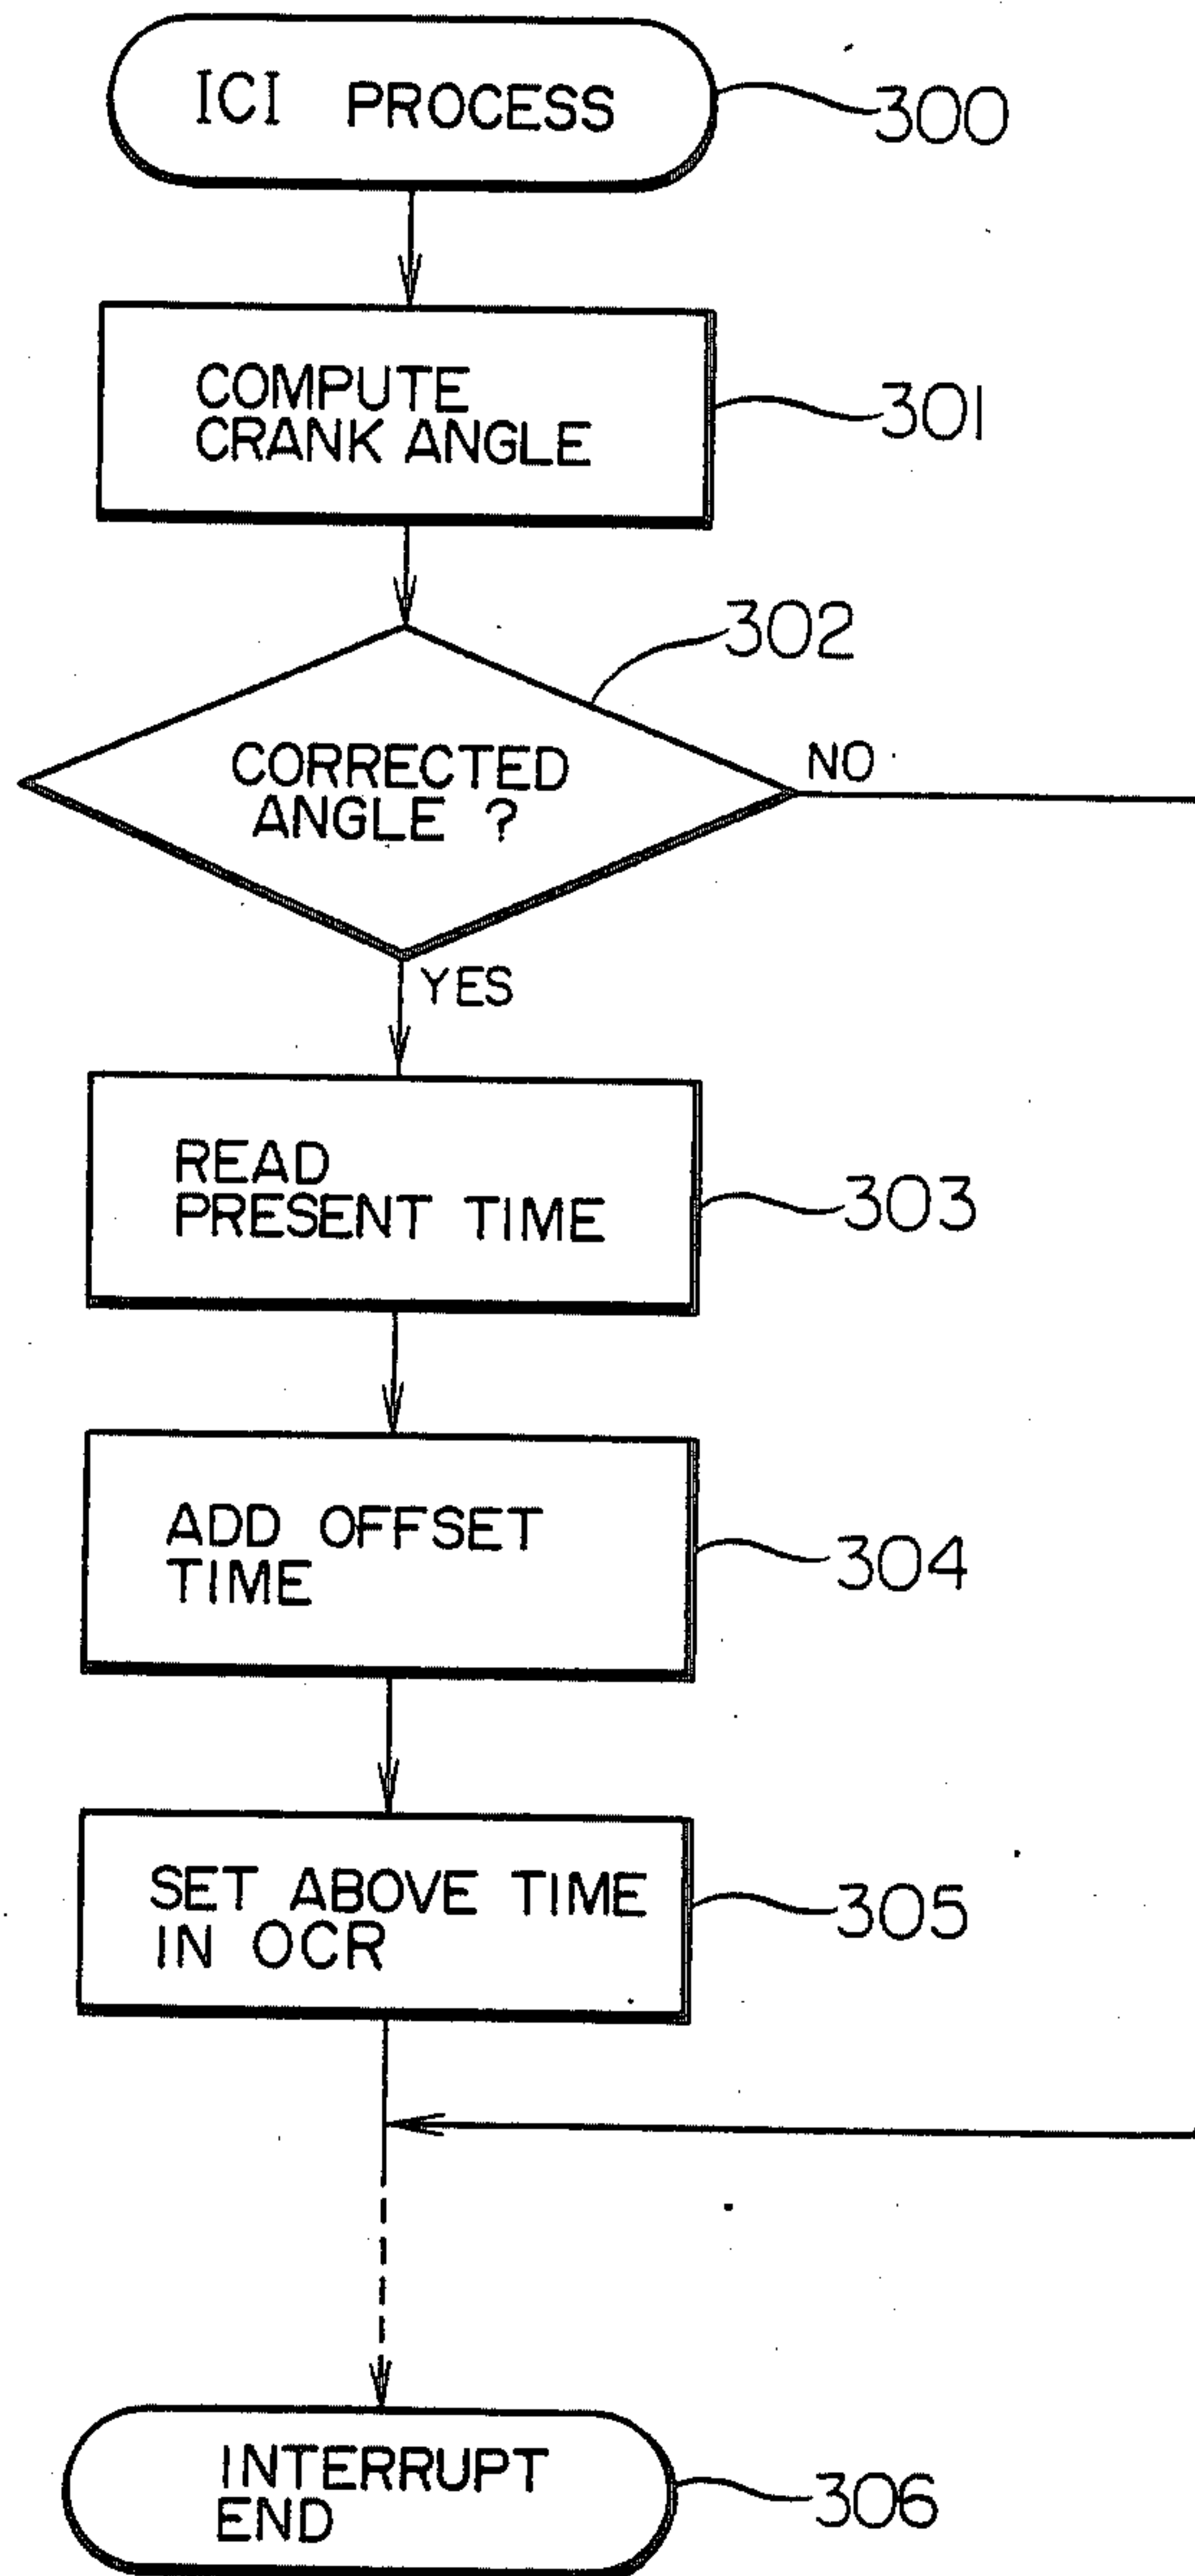 ICI PROCESS
300
COMPUTE
CRANK ANGLE
301
302
CORRECTED
ANGLE ?
NO
YES
READ
PRESENT TIME
303
ADD OFFSET
TIME
304
SET ABOVE TIME
IN OCR
305
INTERRUPT
END
306